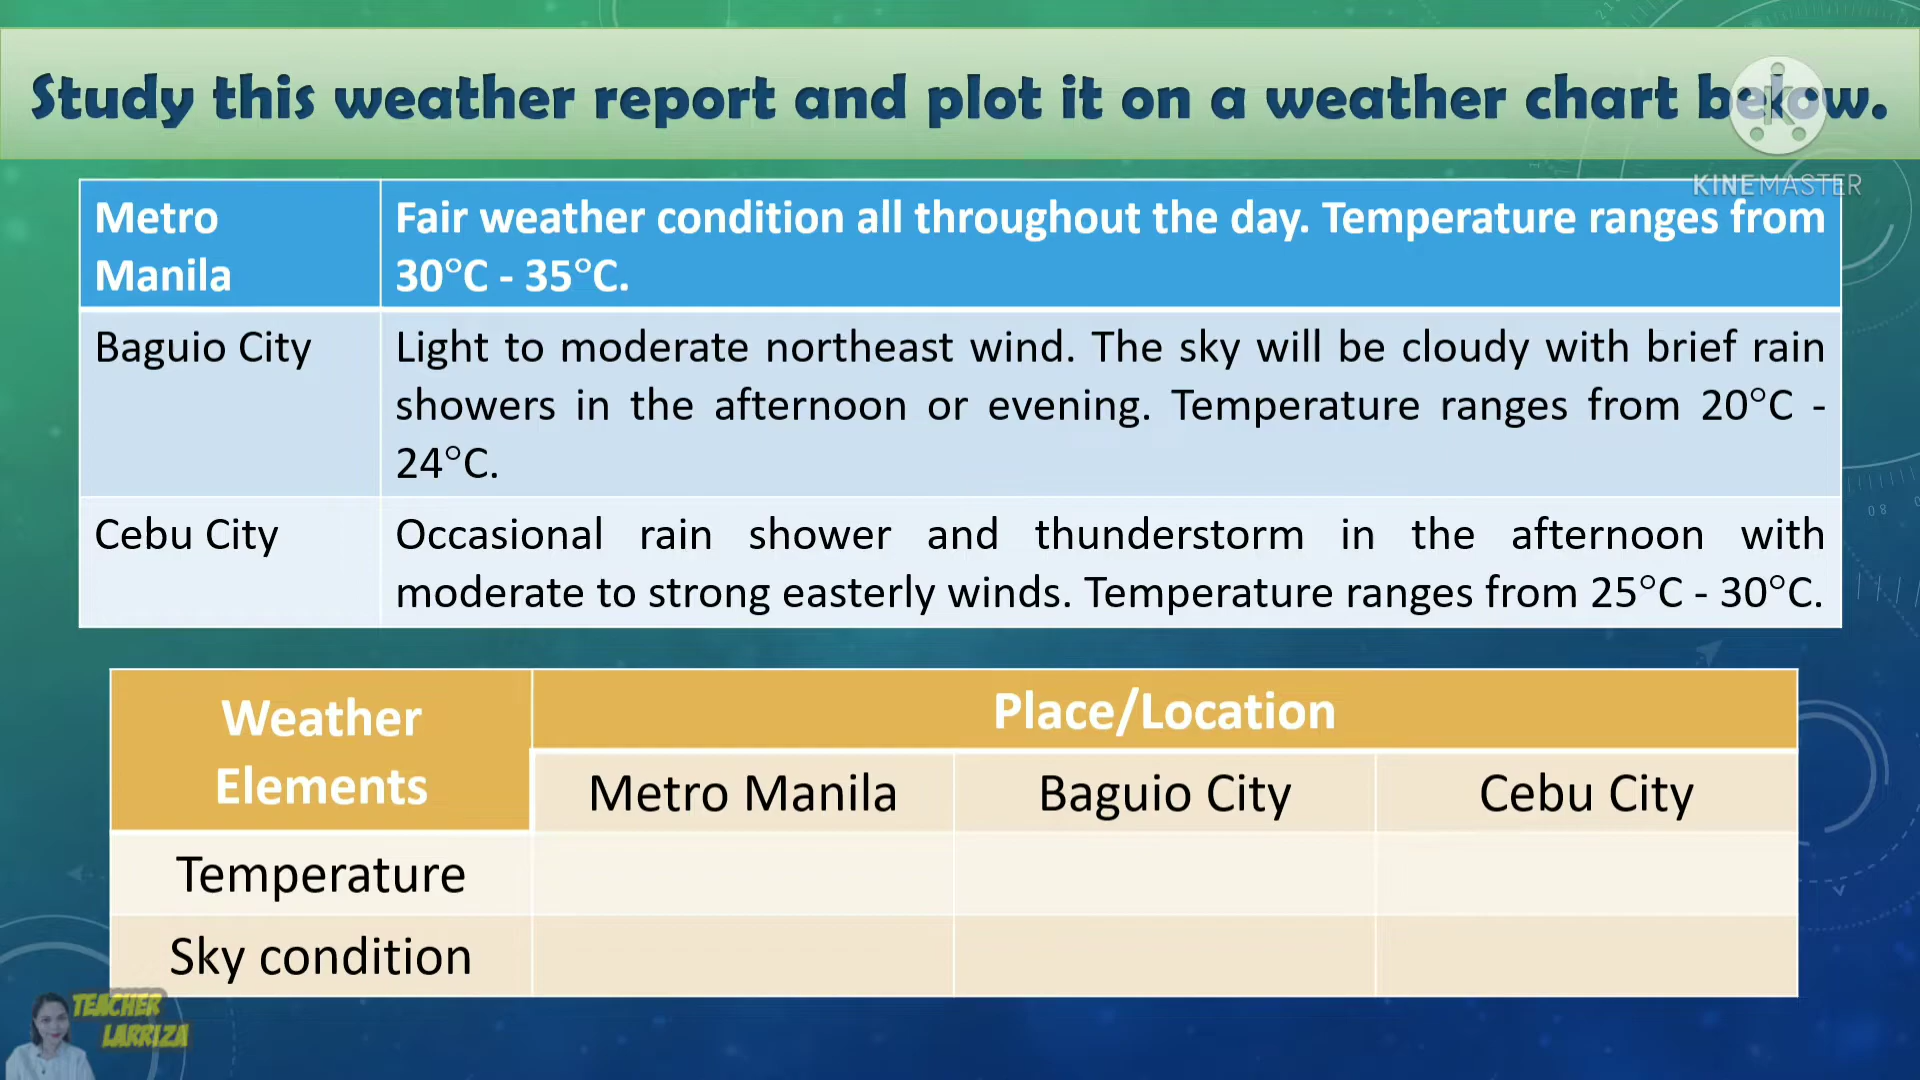 Study this weather report and plot it on a weather chart below.
KINEMASTER
Metro
Manila
Fair weather condition all throughout the day. Temperature ranges from
30°C - 35°C.
Baguio City
Light to moderate northeast wind. The sky will be cloudy with brief rain
showers in the afternoon or evening. Temperature ranges from 20°C -
24°C.
Cebu City
Occasional rain shower and thunderstorm in the afternoon with
moderate to strong easterly winds. Temperature ranges from 25°C - 30°C.
Weather
Elements
Place/Location
Metro Manila
Baguio City
Cebu City
Temperature
Sky condition
TEACHER
LARRIZA